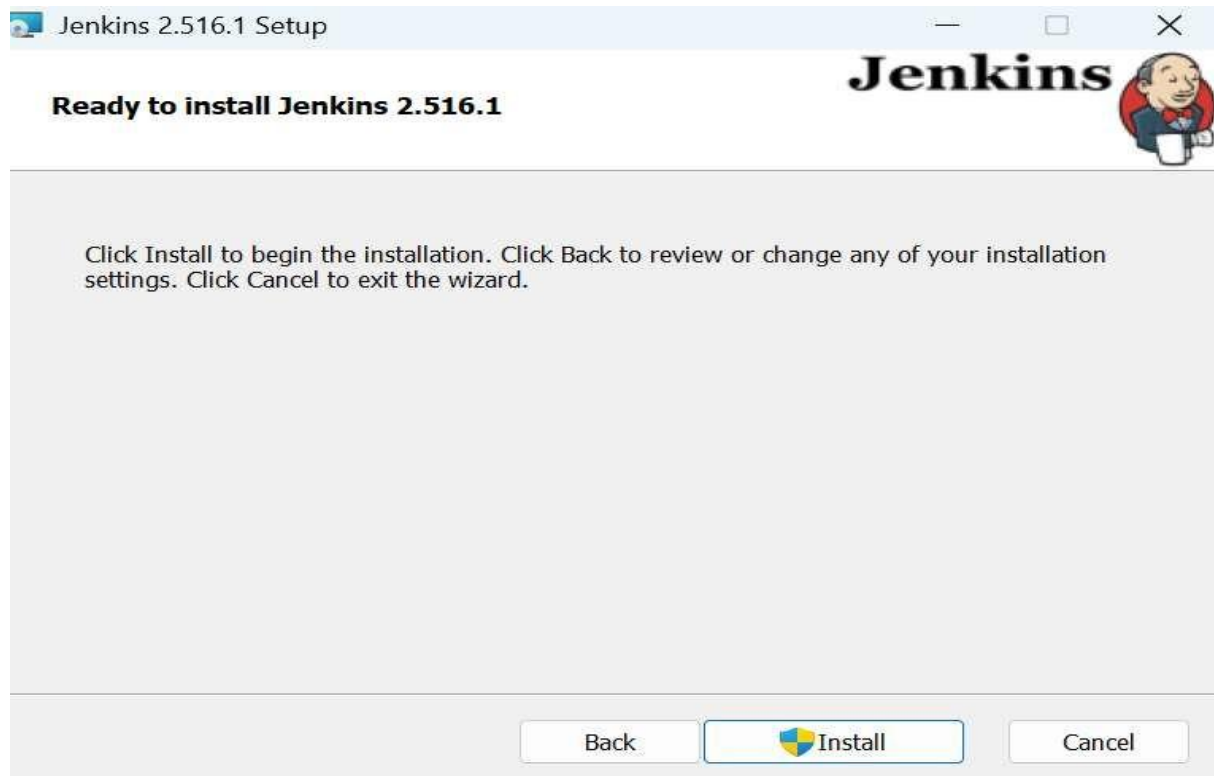 Jenkins 2.516.1 Setup
Jenkins
Ready to install Jenkins 2.516.1
Click Install to begin the installation. Click Back to review or change any of your installation
settings. Click Cancel to exit the wizard.
Back
Install
Cancel